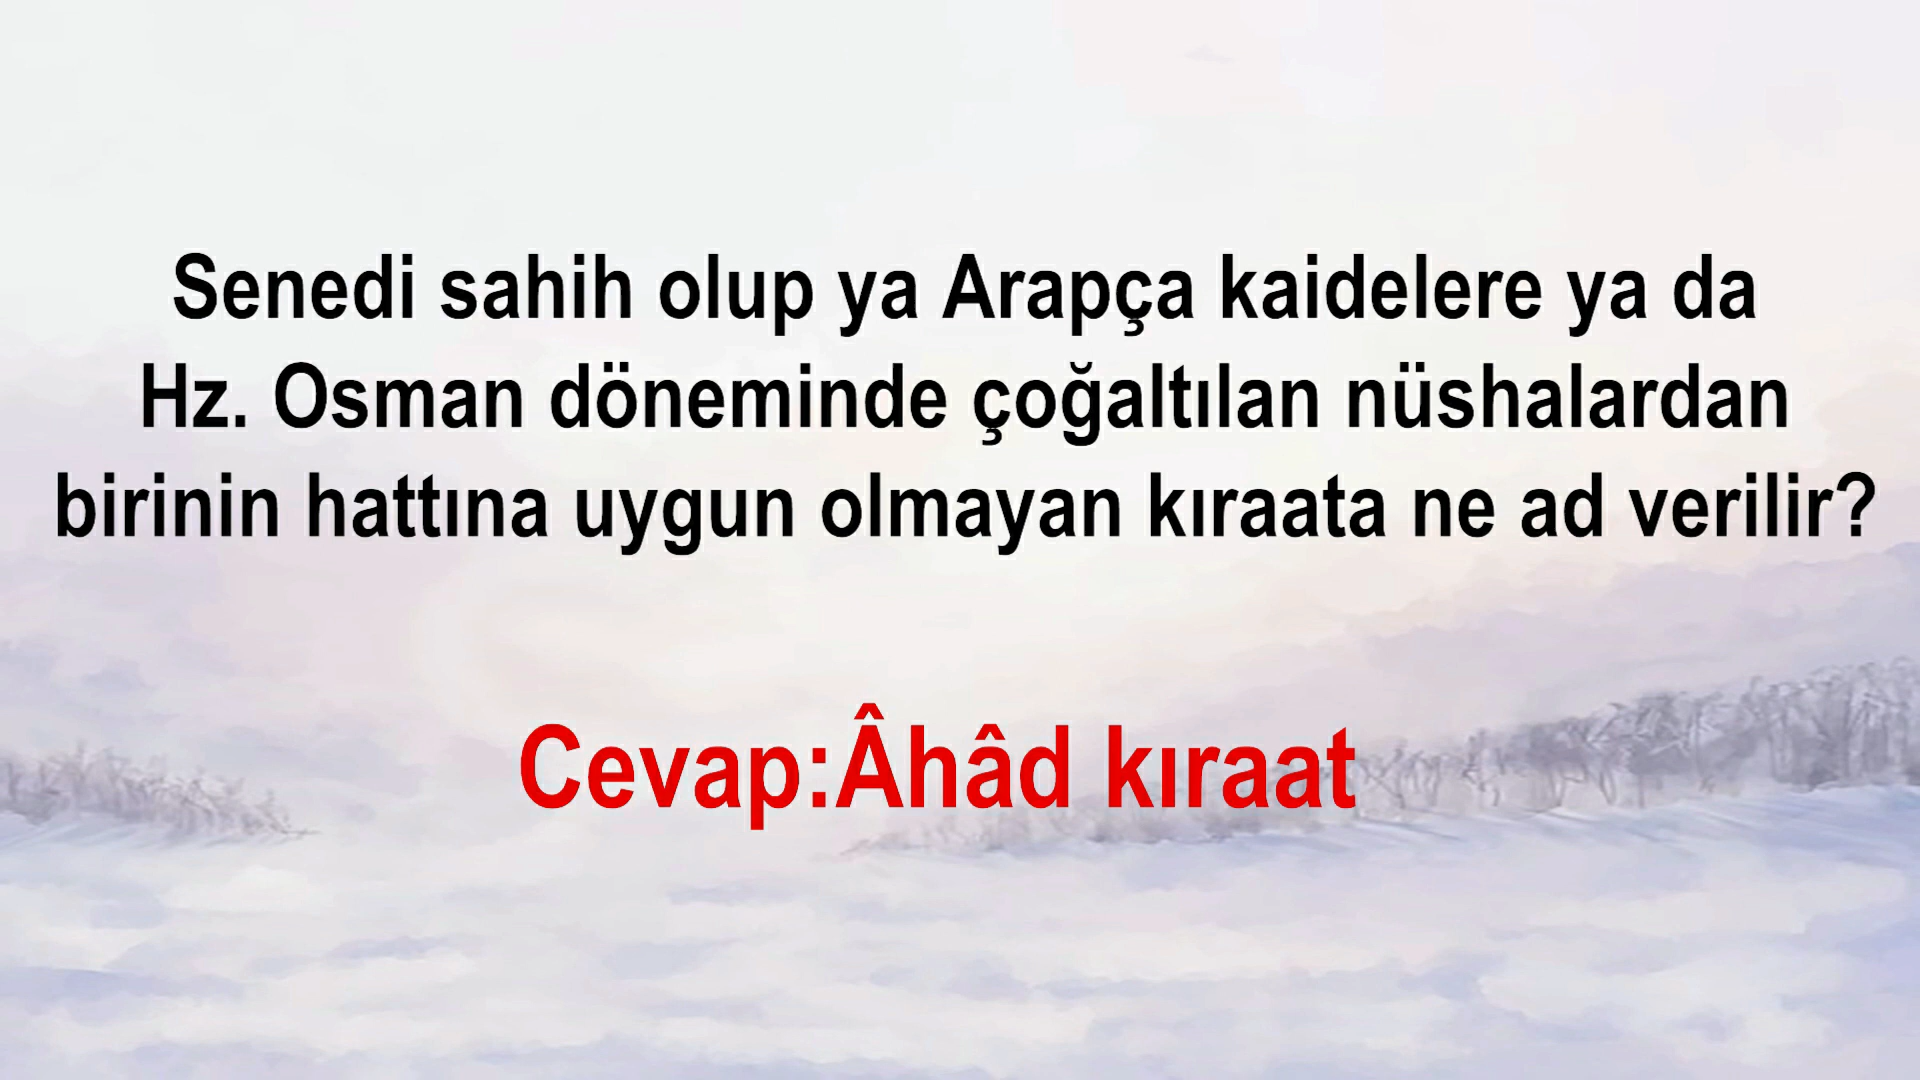 Senedi sahih olup ya Arapça kaidelere ya da
Hz. Osman döneminde çoğaltılan nüshalardan
birinin hattına uygun olmayan kıraata ne ad verilir?
Cevap:Âhâd kıraat